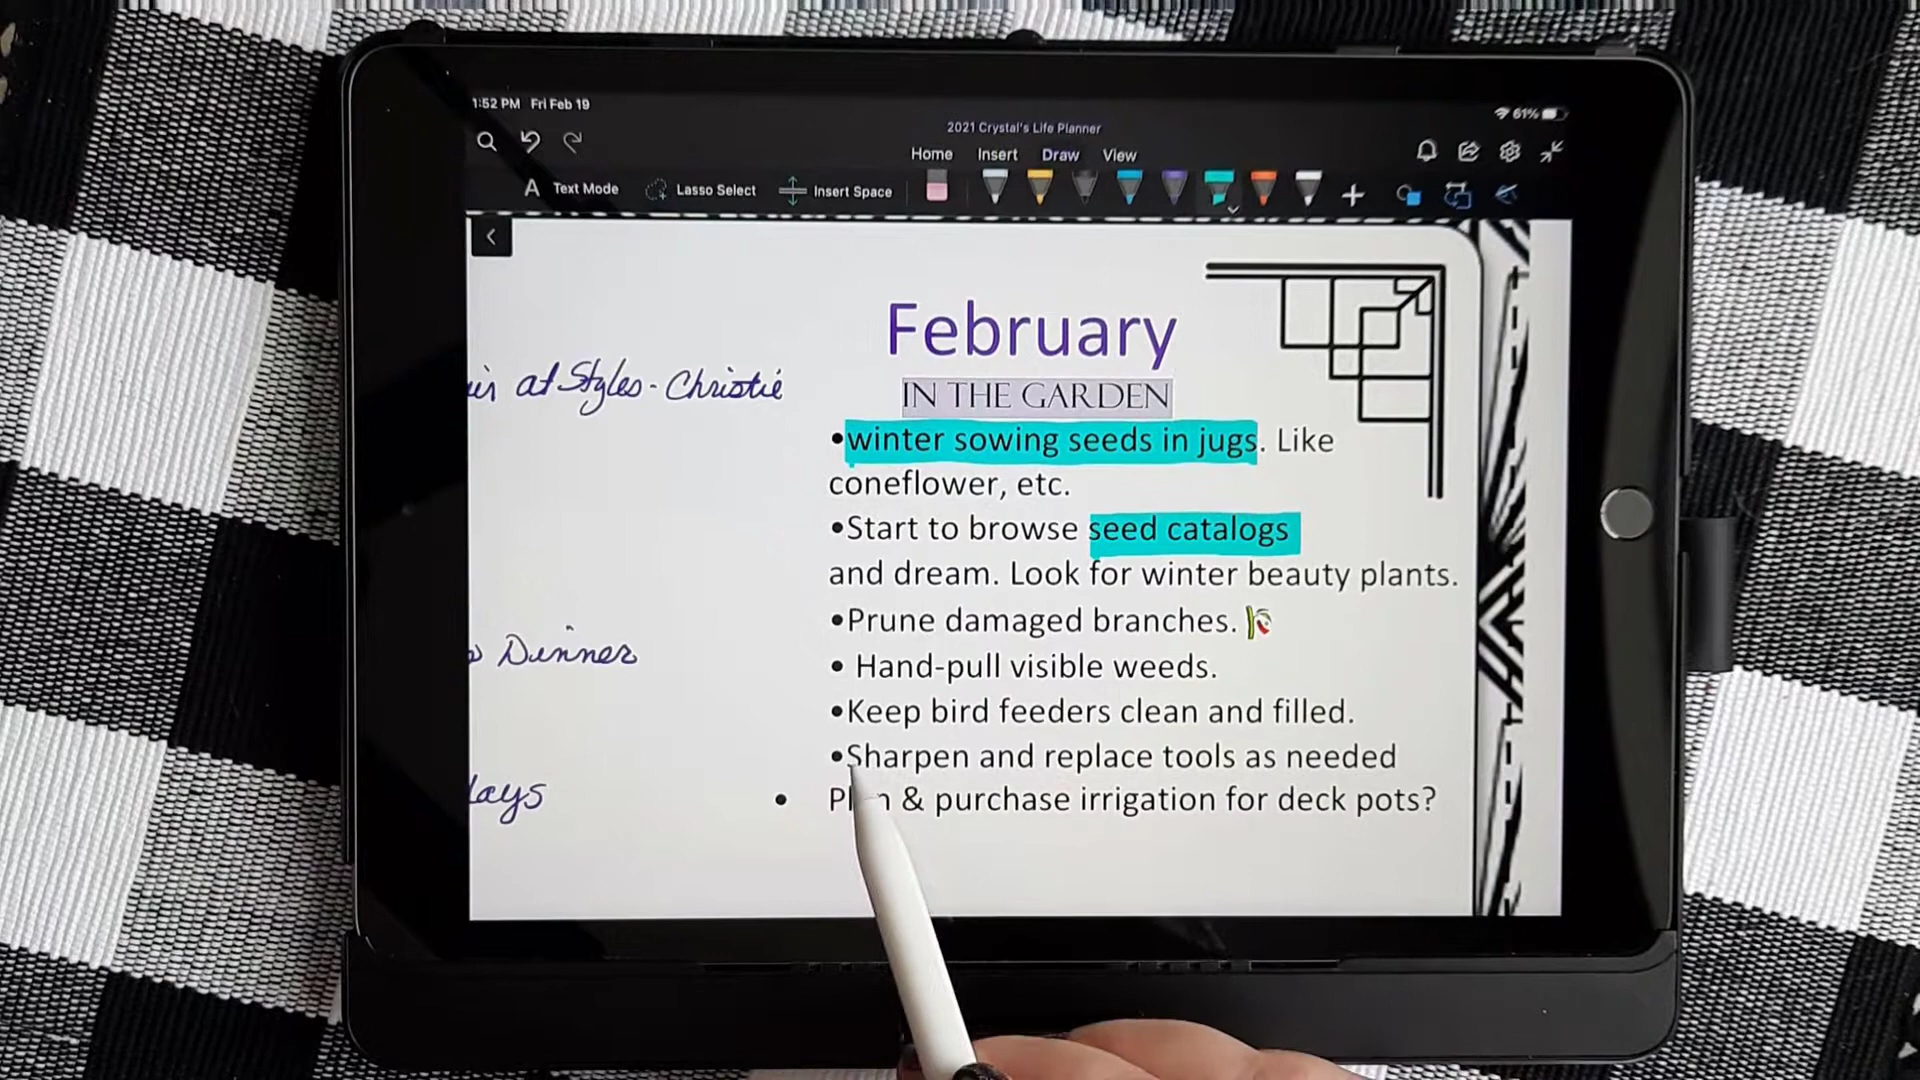 1:52 PM Fri Feb 19
61%
2021 Crystal's Life Planner
Home Insert Draw View
A Text Mode Lasso Select Insert Space
February
IN THE GARDEN
at Styles - Christie
•winter sowing seeds in jugs. Like
coneflower, etc.
•Start to browse seed catalogs
and dream. Look for winter beauty plants.
•Prune damaged branches.
Dinner
• Hand-pull visible weeds.
•Keep bird feeders clean and filled.
•Sharpen and replace tools as needed
• & purchase irrigation for deck pots?